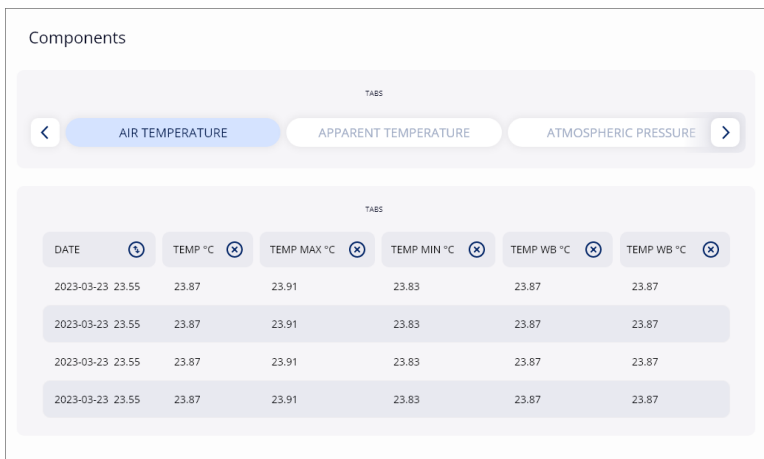 Components
TABS
AIR TEMPERATURE APPARENT TEMPERATURE ATMOSPHERIC PRESSURE
TABS
DATE TEMP °C TEMP MAX °C TEMP MIN °C TEMP WB °C TEMP WB °C
2023-03-23 23.55 23.87 23.91 23.83 23.87 23.87
2023-03-23 23.55 23.87 23.91 23.83 23.87 23.87
2023-03-23 23.55 23.87 23.91 23.83 23.87 23.87
2023-03-23 23.55 23.87 23.91 23.83 23.87 23.87